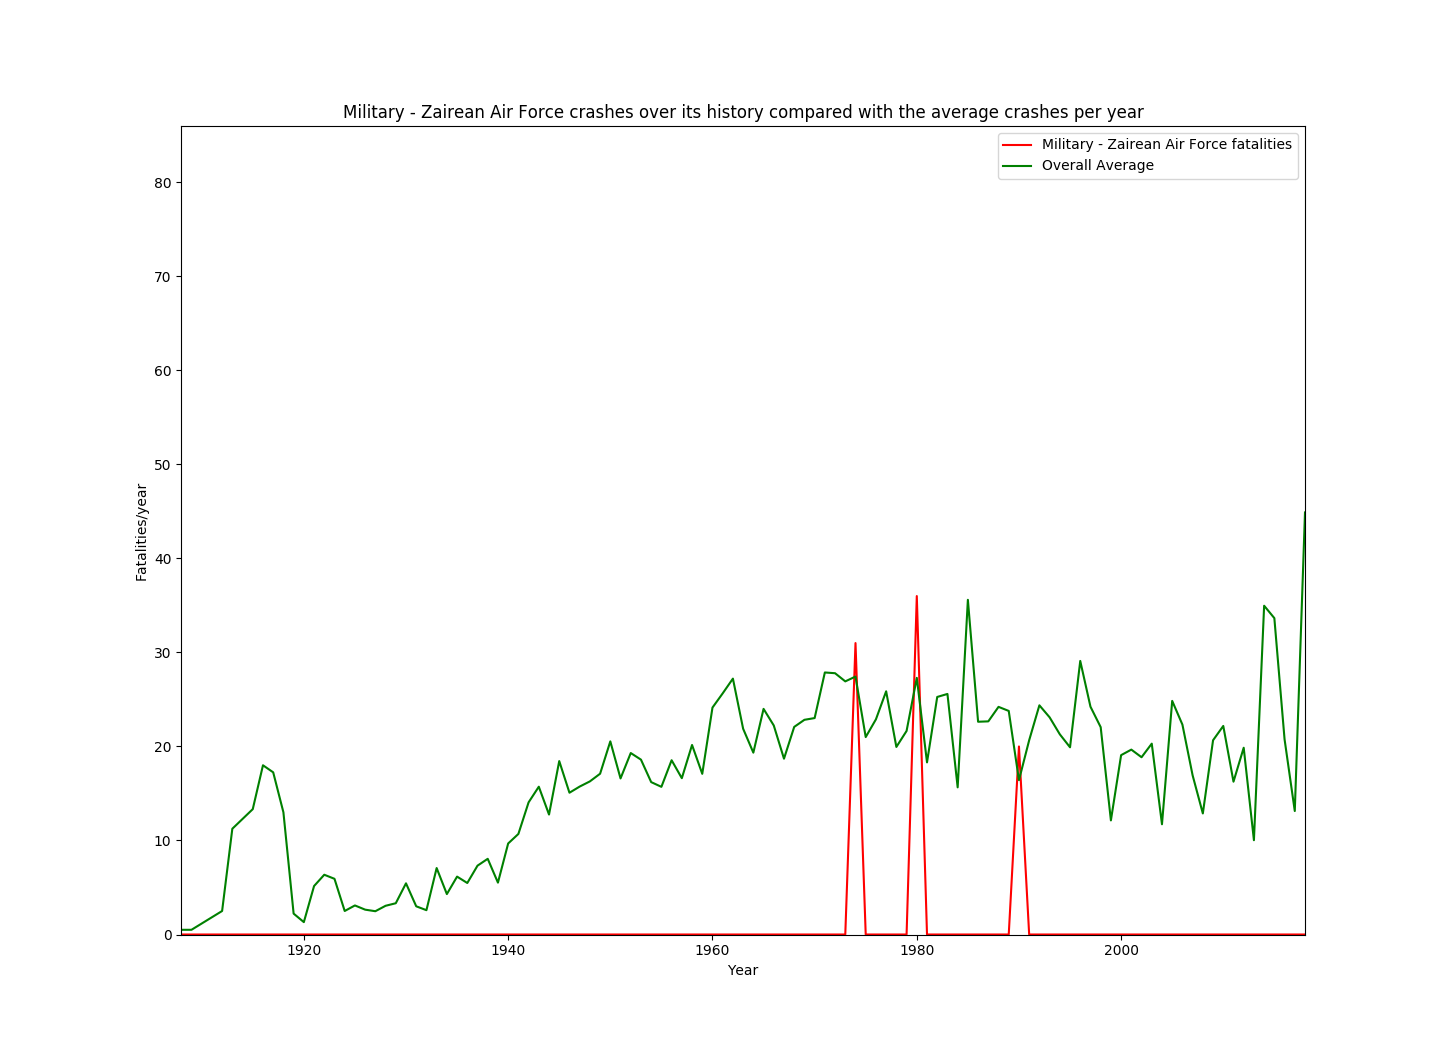 Military - Zairean Air Force crashes over its history compared with the average crashes per year
Military - Zairean Air Force fatalities
Overall Average
80
70
60
50
40
30
20
10
0
Fatalities/year
1920 1940 1960 1980 2000
Year